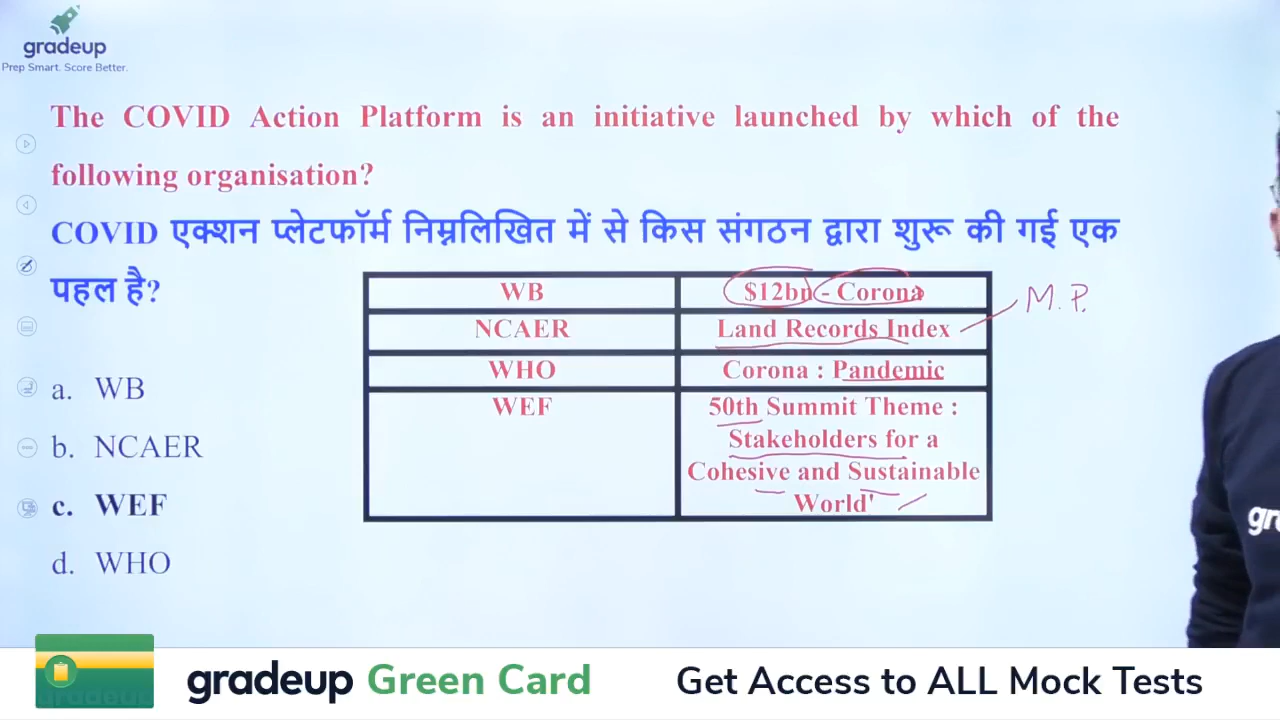 gradeup
Prep Smart. Score Better.
The COVID Action Platform is an initiative launched by which of the
following organisation?
COVID एक्शन प्लेटफॉर्म निम्नलिखित में से किस संगठन द्वारा शुरू की गई एक
पहल है?
WB $12bn - Corona
M.P.
NCAER Land Records Index
WHO Corona : Pandemic
WEF 50th Summit Theme :
Stakeholders for a
Cohesive and Sustainable
World'
a. WB
b. NCAER
c. WEF
d. WHO
gr
gradeup Green Card Get Access to ALL Mock Tests